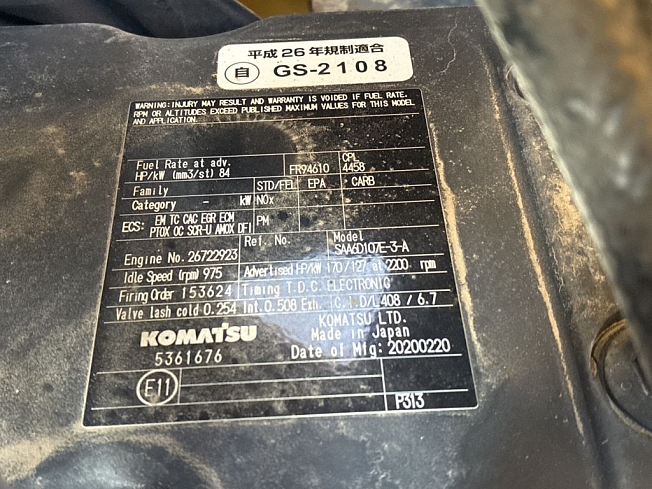 平成26年規制適合
自 GS-2108
WARNING: INJURY MAY RESULT AND WARRANTY IS VOIDED IF FUEL RATE.
RPM OR ALTITUDES EXCEED PUBLISHED MAXIMUM VALUES FOR THIS MODEL
AND APPLICATION.
Fuel Rate at adv. CPL
HP/kW (mm3/st) 84 FR94610 4458
Family STD/FEL EPA CARB
Category - kW NOx
ECS: EM TC CAC EGR ECM PM
PTOX OC SCR-U AMOX DFI
Ref. No. Model
Engine No. 26722923 SAA6D107E-3-A
Idle Speed (rpm) 975 Advertised HP/kW 170/127 at 2200 rpm
Firing Order 153624 Timing T.D.C. ELECTRONIC
Valve lash cold 0.254 Int. 0.508 Exh. C.I.D/L 408 / 6.7
KOMATSU KOMATSU LTD.
Made in Japan
5361676 Date of Mfg: 20200220
E11
P313